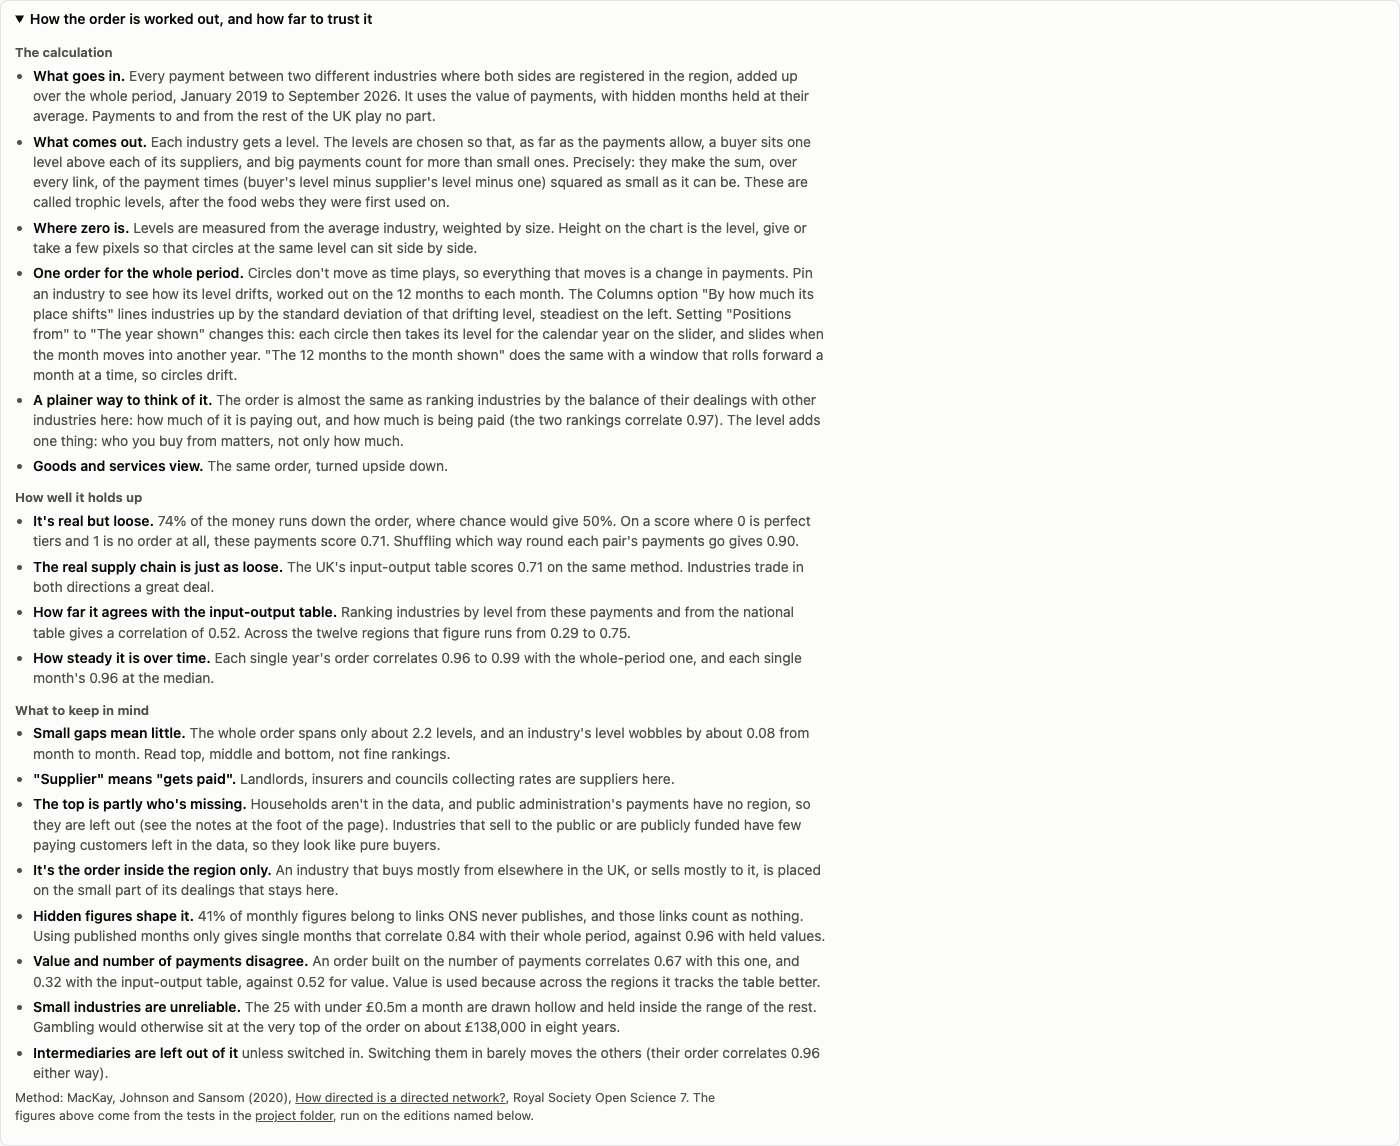 ▼ How the order is worked out, and how far to trust it
The calculation
• What goes in. Every payment between two different industries where both sides are registered in the region, added up
over the whole period, January 2019 to September 2026. It uses the value of payments, with hidden months held at their
average. Payments to and from the rest of the UK play no part.
• What comes out. Each industry gets a level. The levels are chosen so that, as far as the payments allow, a buyer sits one
level above each of its suppliers, and big payments count for more than small ones. Precisely: they make the sum, over
every link, of the payment times (buyer's level minus supplier's level minus one) squared as small as it can be. These are
called trophic levels, after the food webs they were first used on.
• Where zero is. Levels are measured from the average industry, weighted by size. Height on the chart is the level, give or
take a few pixels so that circles at the same level can sit side by side.
• One order for the whole period. Circles don't move as time plays, so everything that moves is a change in payments. Pin
an industry to see how its level drifts, worked out on the 12 months to each month. The Columns option "By how much its
place shifts" lines industries up by the standard deviation of that drifting level, steadiest on the left. Setting "Positions
from" to "The year shown" changes this: each circle then takes its level for the calendar year on the slider, and slides when
the month moves into another year. "The 12 months to the month shown" does the same with a window that rolls forward a
month at a time, so circles drift.
• A plainer way to think of it. The order is almost the same as ranking industries by the balance of their dealings with other
industries here: how much of it is paying out, and how much is being paid (the two rankings correlate 0.97). The level adds
one thing: who you buy from matters, not only how much.
• Goods and services view. The same order, turned upside down.
How well it holds up
• It's real but loose. 74% of the money runs down the order, where chance would give 50%. On a score where 0 is perfect
tiers and 1 is no order at all, these payments score 0.71. Shuffling which way round each pair's payments go gives 0.90.
• The real supply chain is just as loose. The UK's input-output table scores 0.71 on the same method. Industries trade in
both directions a great deal.
• How far it agrees with the input-output table. Ranking industries by level from these payments and from the national
table gives a correlation of 0.52. Across the twelve regions that figure runs from 0.29 to 0.75.
• How steady it is over time. Each single year's order correlates 0.96 to 0.99 with the whole-period one, and each single
month's 0.96 at the median.
What to keep in mind
• Small gaps mean little. The whole order spans only about 2.2 levels, and an industry's level wobbles by about 0.08 from
month to month. Read top, middle and bottom, not fine rankings.
• "Supplier" means "gets paid". Landlords, insurers and councils collecting rates are suppliers here.
• The top is partly who's missing. Households aren't in the data, and public administration's payments have no region, so
they are left out (see the notes at the foot of the page). Industries that sell to the public or are publicly funded have few
paying customers left in the data, so they look like pure buyers.
• It's the order inside the region only. An industry that buys mostly from elsewhere in the UK, or sells mostly to it, is placed
on the small part of its dealings that stays here.
• Hidden figures shape it. 41% of monthly figures belong to links ONS never publishes, and those links count as nothing.
Using published months only gives single months that correlate 0.84 with their whole period, against 0.96 with held values.
• Value and number of payments disagree. An order built on the number of payments correlates 0.67 with this one, and
0.32 with the input-output table, against 0.52 for value. Value is used because across the regions it tracks the table better.
• Small industries are unreliable. The 25 with under £0.5m a month are drawn hollow and held inside the range of the rest.
Gambling would otherwise sit at the very top of the order on about £138,000 in eight years.
• Intermediaries are left out of it unless switched in. Switching them in barely moves the others (their order correlates 0.96
either way).
Method: MacKay, Johnson and Sansom (2020), How directed is a directed network?, Royal Society Open Science 7. The
figures above come from the tests in the project folder, run on the editions named below.